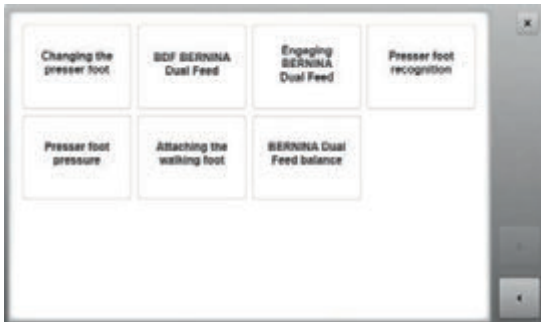 Changing the
presser foot
BDF BERNINA
Dual Feed
Engaging
BERNINA
Dual Feed
Presser foot
recognition
Presser foot
pressure
Attaching the
walking foot
BERNINA Dual
Feed balance